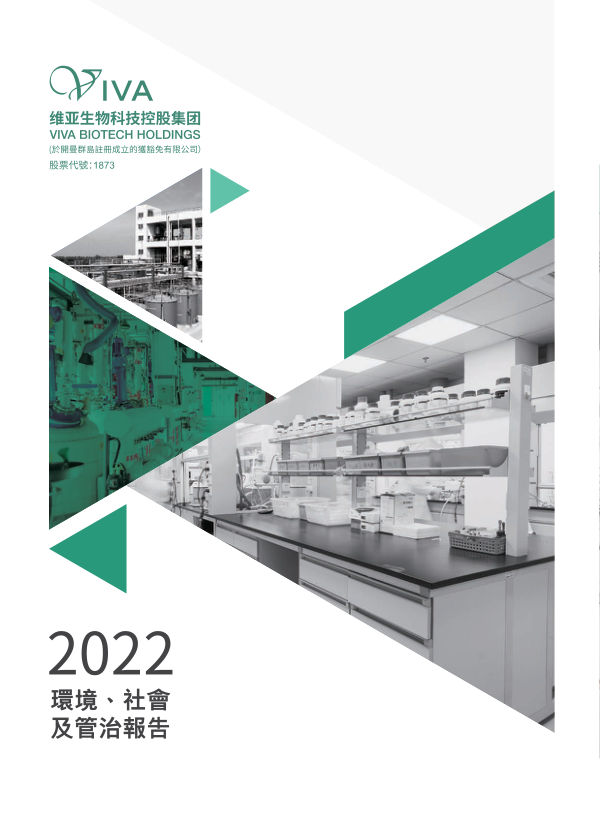 VIVA
维亚生物科技控股集团
VIVA BIOTECH HOLDINGS
(於開曼群島註冊成立的獲豁免有限公司)
股票代號：1873
2022
環境、社會
及管治報告